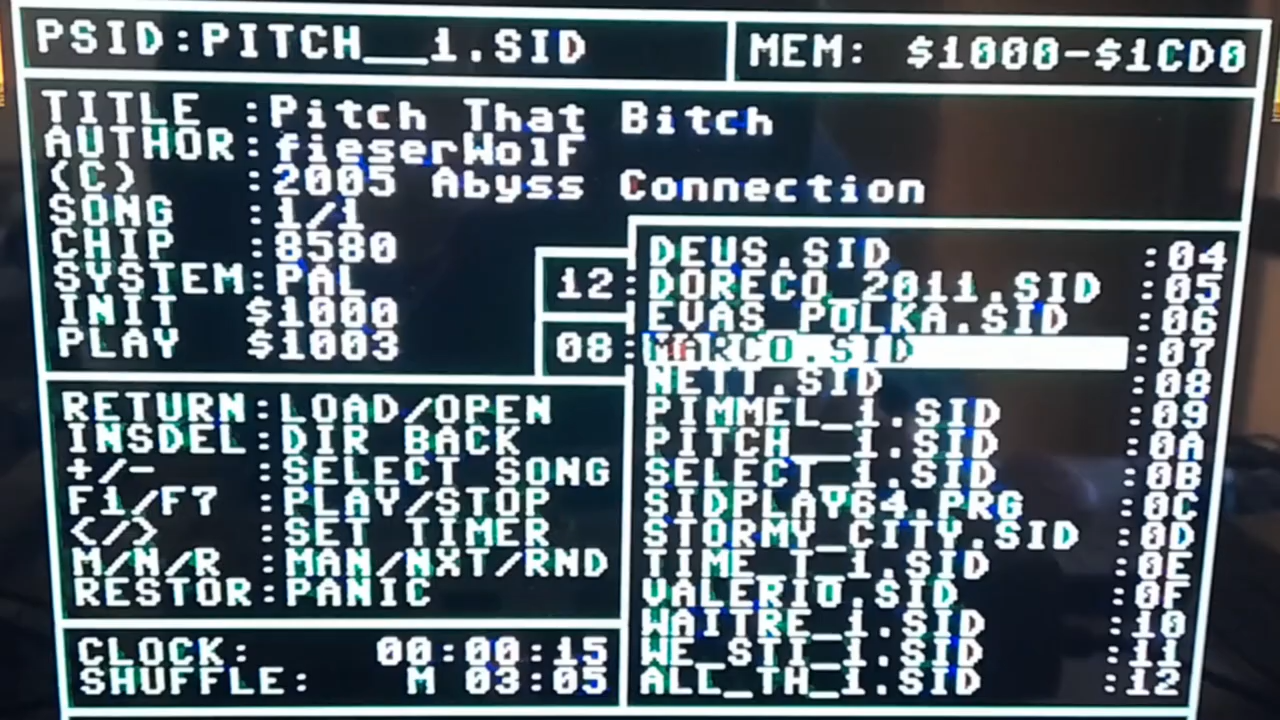 PSID:PITCH__1.SID
MEM: $1000-$1CD0
TITLE :Pitch That Bitch
AUTHOR:fieserWolF
(C) :2005 Abyss Connection
SONG :1/1
CHIP :8580
SYSTEM:PAL
INIT $1000
PLAY $1003
12:
08:
DEUS.SID :04
DORECO_2011.SID :05
EVAS_POLKA.SID :06
MARCO.SID :07
NETT.SID :08
PIMMEL_1.SID :09
PITCH__1.SID :0A
SELECT_1.SID :0B
SIDPLAY64.PRG :0C
STORMY_CITY.SID :0D
TIME_T_1.SID :0E
VALERIO.SID :0F
WAITRE_1.SID :10
WE_STI_1.SID :11
ALL_TH_1.SID :12
RETURN:LOAD/OPEN
INSDEL:DIR BACK
+/- :SELECT SONG
F1/F7 :PLAY/STOP
</> :SET TIMER
M/N/R :MAN/NXT/RND
RESTOR:PANIC
CLOCK: 00:00:15
SHUFFLE: M 03:05